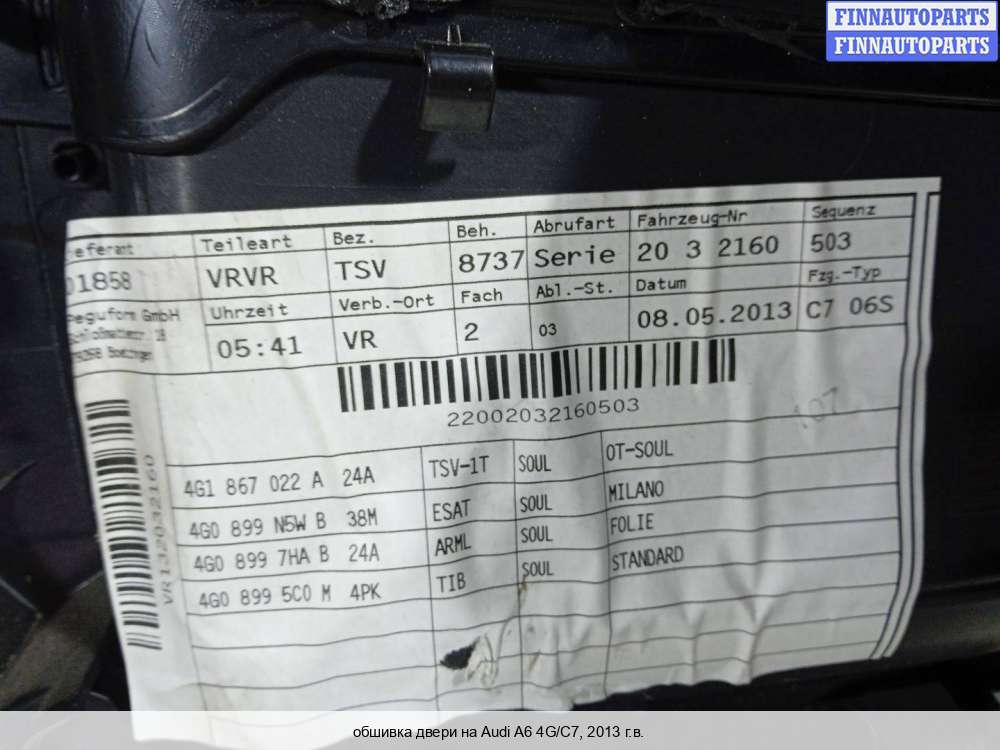 FINNAUTOPARTS
FINNAUTOPARTS
Teileart Bez. Beh. Abrufart Fahrzeug-Nr Sequenz
01858 VRVR TSV 8737 Serie 20 3 2160 503
GmbH Uhrzeit Verb.-Ort Fach Abl.-St. Datum Fzg.-Typ
05:41 VR 2 03 08.05.2013 C7 06S
22002032160503
107
4G1 867 022 A 24A TSV-1T SOUL OT-SOUL
4G0 899 N5W B 38M ESAT SOUL MILANO
4G0 899 7HA B 24A ARML SOUL FOLIE
4G0 899 5C0 M 4PK TIB SOUL STANDARD
обшивка двери на Audi A6 4G/C7, 2013 г.в.